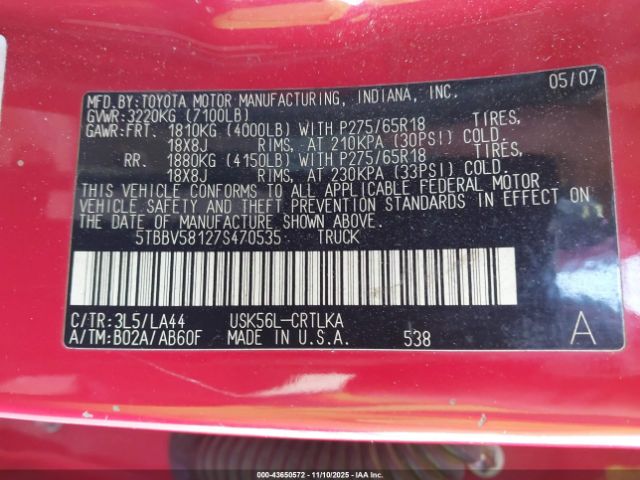 MFD.BY:TOYOTA MOTOR MANUFACTURING, INDIANA, INC. 05/07
GVWR:3220KG (7100LB)
GAWR:FRT. 1810KG (4000LB) WITH P275/65R18 TIRES,
18X8J RIMS, AT 210KPA (30PSI) COLD.
RR. 1880KG (4150LB) WITH P275/65R18 TIRES,
18X8J RIMS, AT 230KPA (33PSI) COLD.
THIS VEHICLE CONFORMS TO ALL APPLICABLE FEDERAL MOTOR
VEHICLE SAFETY AND THEFT PREVENTION STANDARDS IN EFFECT ON
THE DATE OF MANUFACTURE SHOWN ABOVE.
5TBBV58127S470535 TRUCK
C/TR:3L5/LA44 USK56L-CRTLKA
A/TM:B02A/AB60F MADE IN U.S.A. 538 A
000-43650572 — 11/10/2025 — IAAI